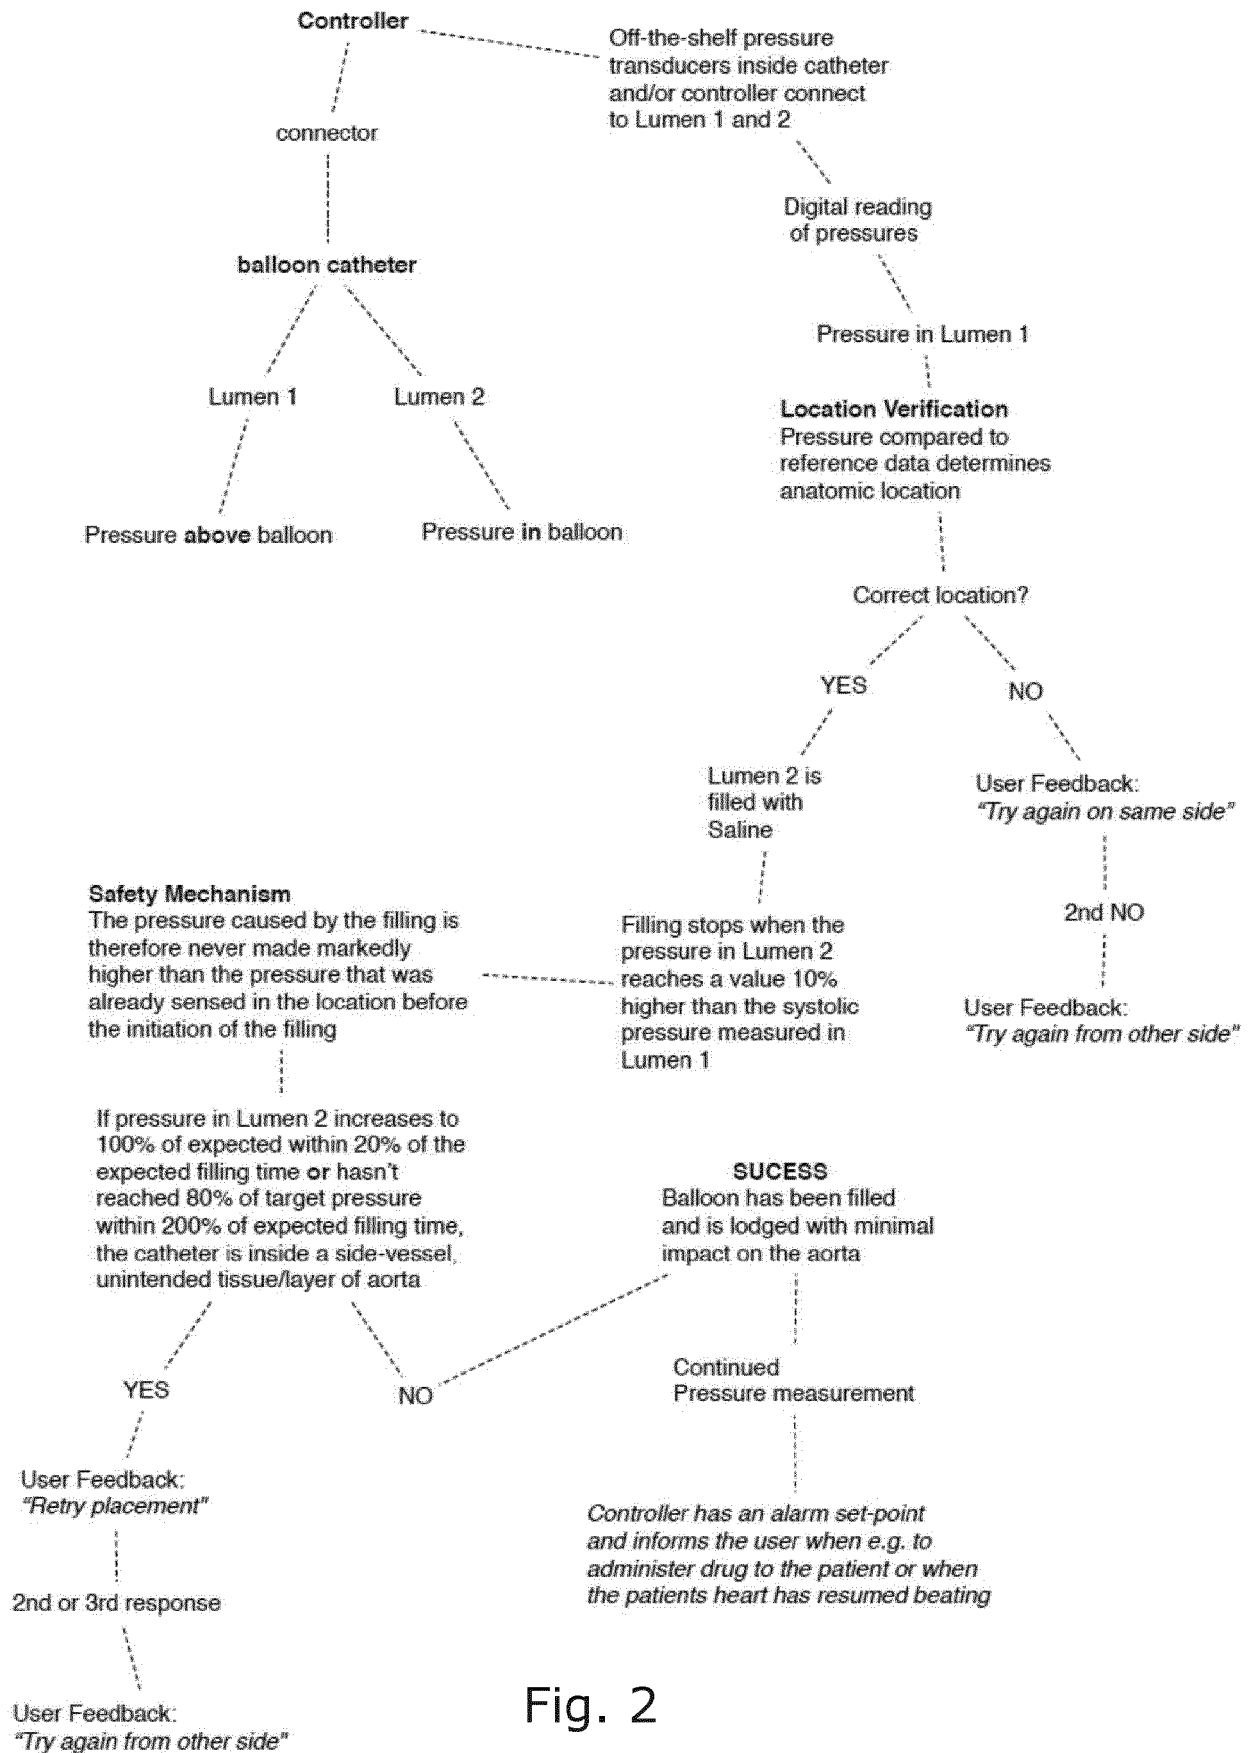 Controller
Off-the-shelf pressure
transducers inside catheter
and/or controller connect
to Lumen 1 and 2
connector
Digital reading
of pressures
balloon catheter
Pressure in Lumen 1
Lumen 1
Lumen 2
Location Verification
Pressure compared to
reference data determines
anatomic location
Pressure above balloon
Pressure in balloon
Correct location?
YES
NO
Lumen 2 is
filled with
Saline
User Feedback:
"Try again on same side"
2nd NO
User Feedback:
"Try again from other side"
Filling stops when the
pressure in Lumen 2
reaches a value 10%
higher than the systolic
pressure measured in
Lumen 1
Safety Mechanism
The pressure caused by the filling is
therefore never made markedly
higher than the pressure that was
already sensed in the location before
the initiation of the filling
If pressure in Lumen 2 increases to
100% of expected within 20% of the
expected filling time or hasn't
reached 80% of target pressure
within 200% of expected filling time,
the catheter is inside a side-vessel,
unintended tissue/layer of aorta
SUCESS
Balloon has been filled
and is lodged with minimal
impact on the aorta
YES
NO
Continued
Pressure measurement
User Feedback:
"Retry placement"
Controller has an alarm set-point
and informs the user when e.g. to
administer drug to the patient or when
the patients heart has resumed beating
2nd or 3rd response
User Feedback:
"Try again from other side"
Fig. 2